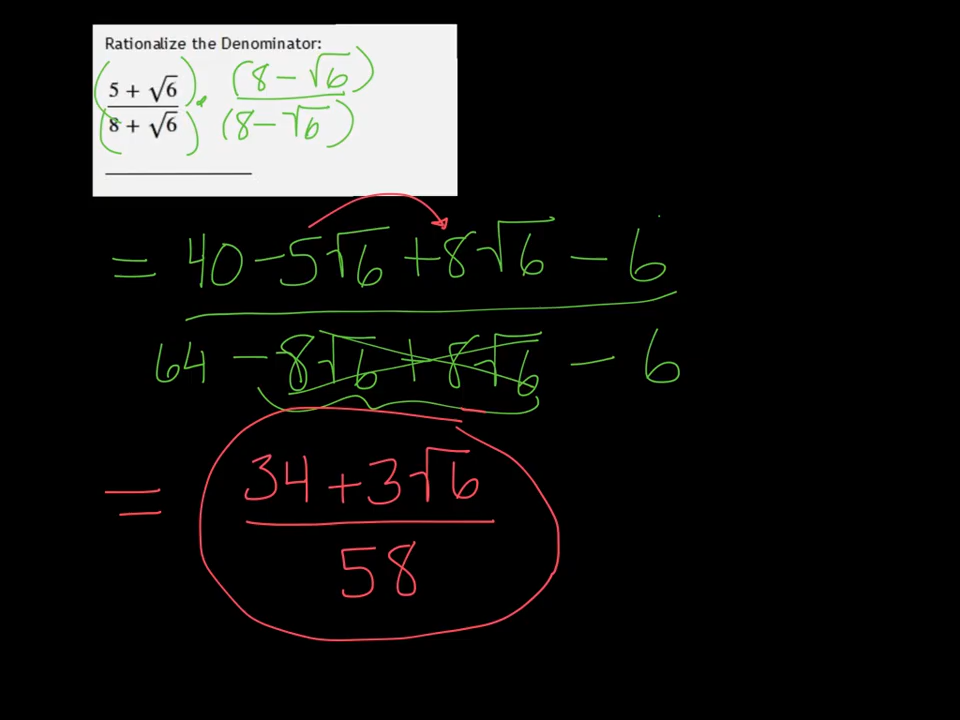 Rationalize the Denominator:
(5 + √6) · (8 − √6)
(8 + √6) (8 − √6)
= 40 − 5√6 + 8√6 − 6
64 − 8√6 + 8√6 − 6
= 34 + 3√6
58